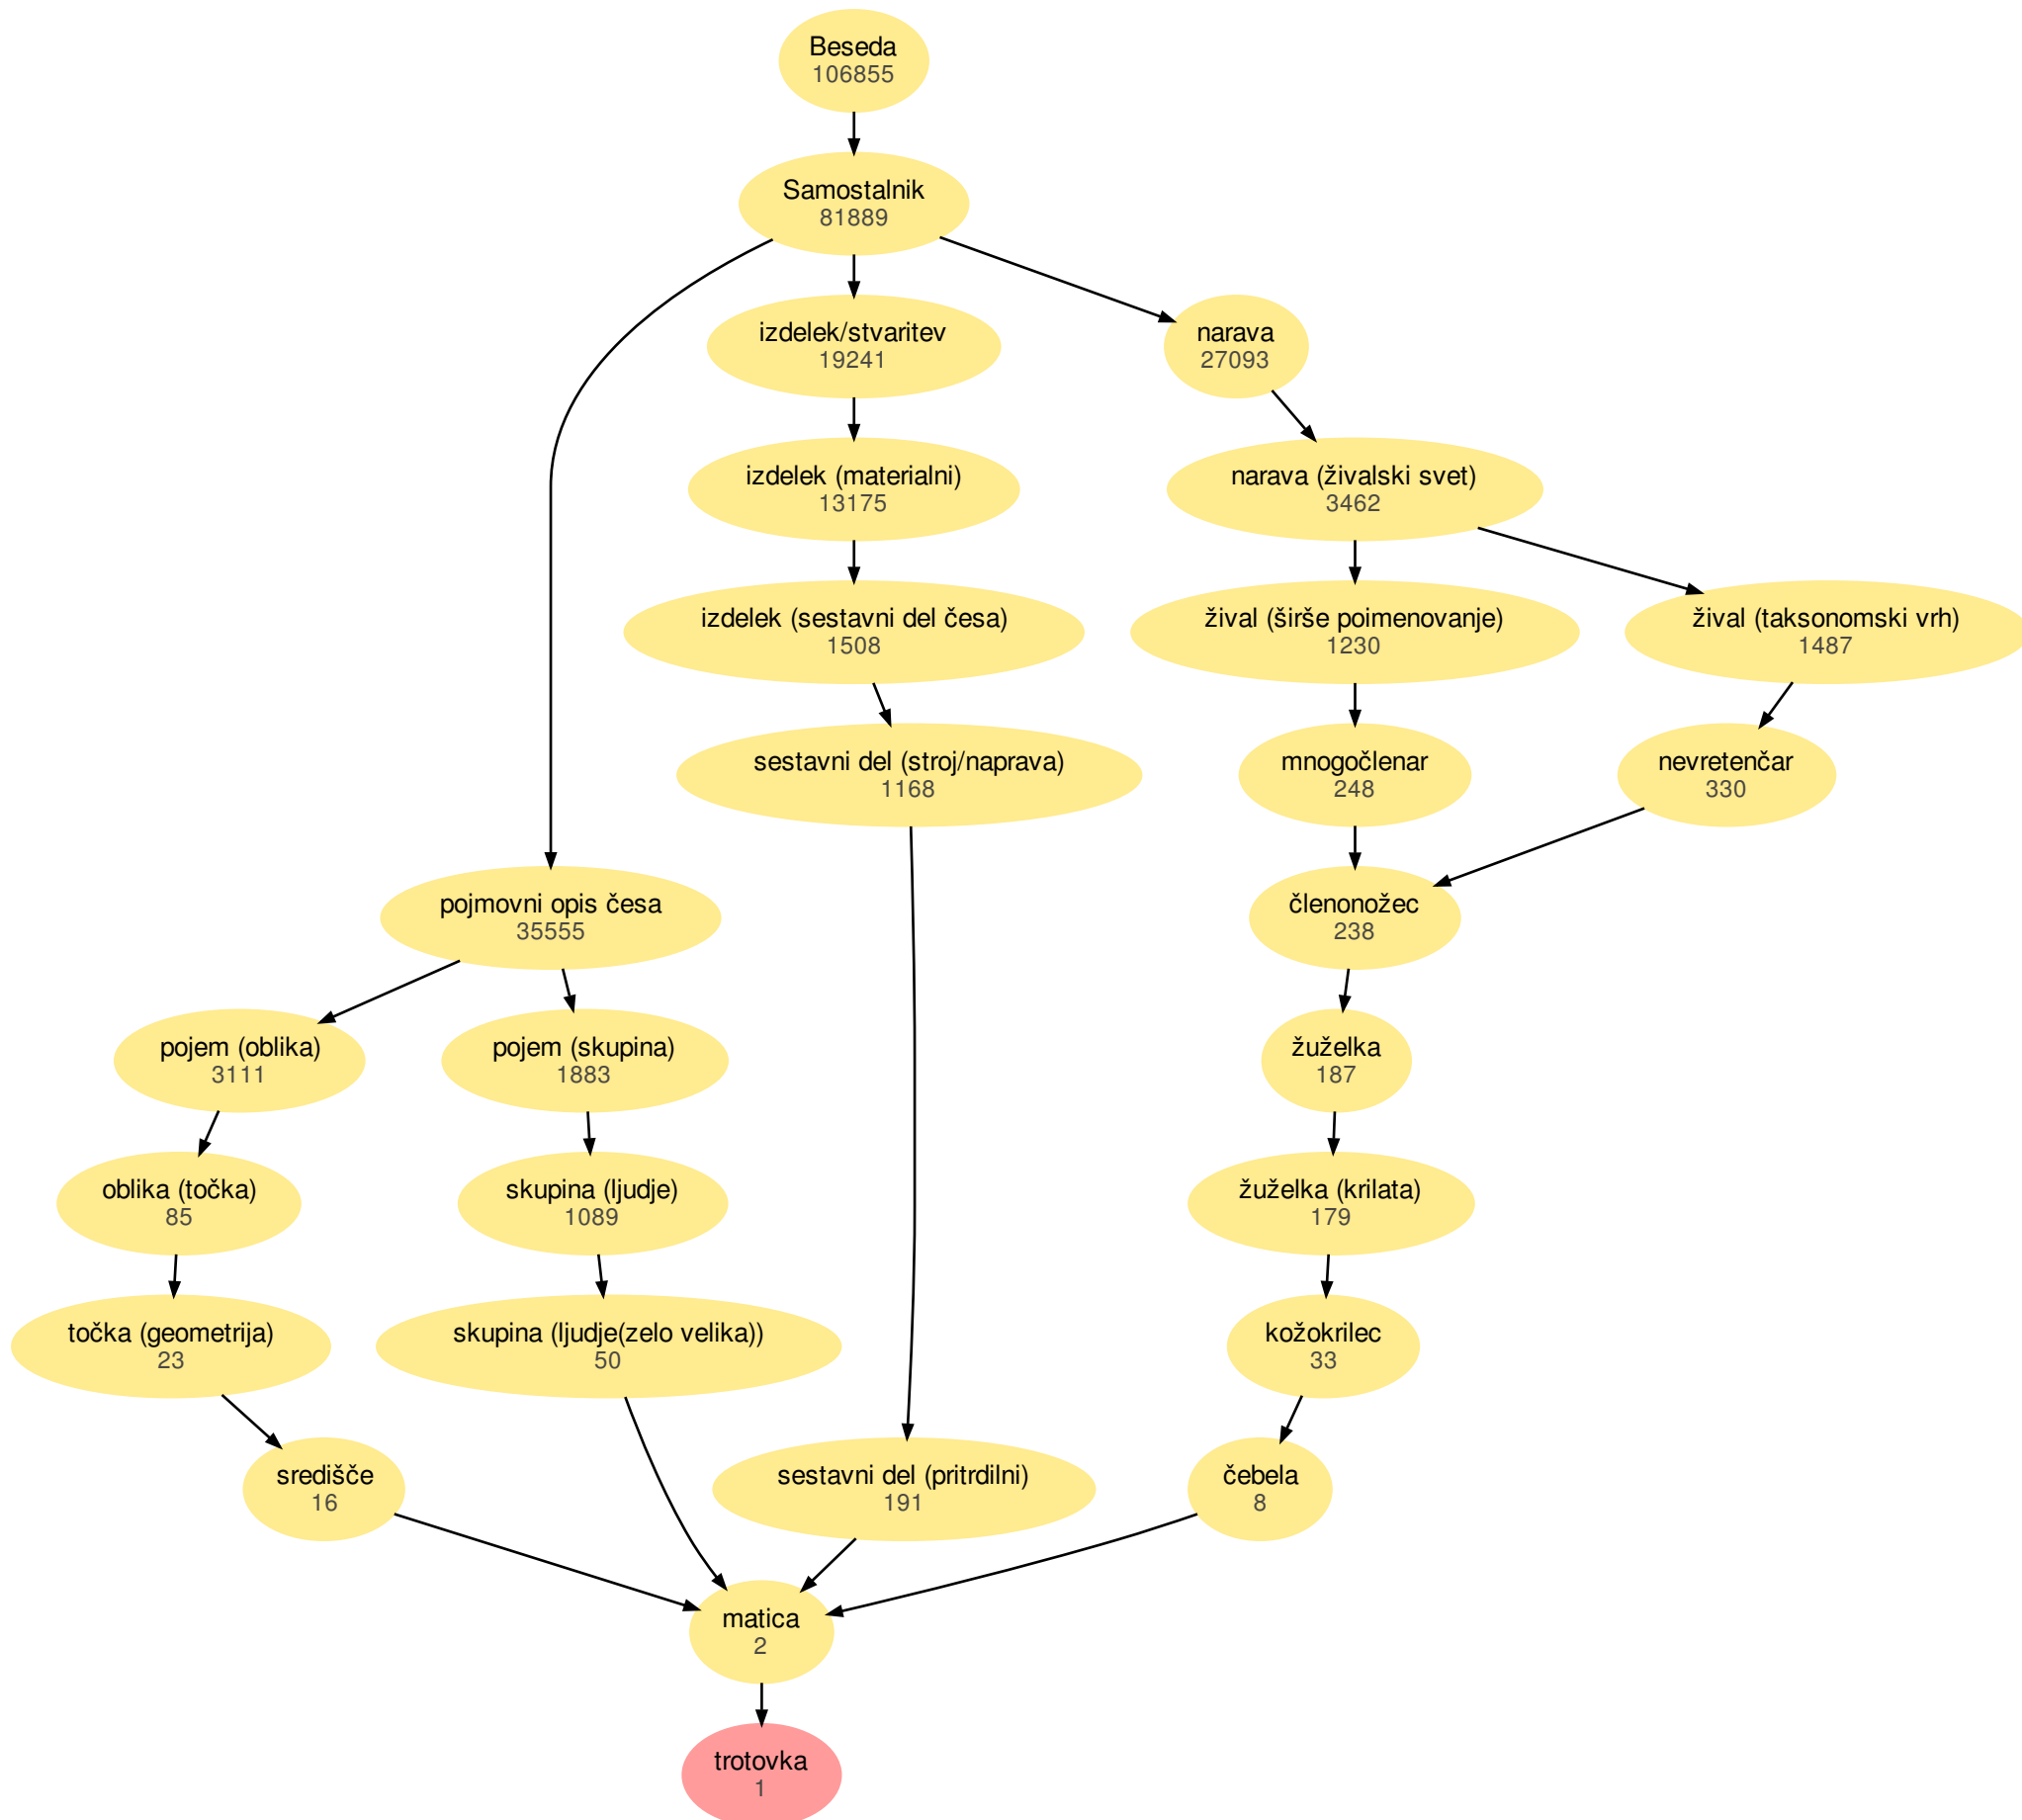 Beseda
106855
Samostalnik
81889
izdelek/stvaritev
19241
narava
27093
izdelek (materialni)
13175
narava (živalski svet)
3462
izdelek (sestavni del česa)
1508
žival (širše poimenovanje)
1230
žival (taksonomski vrh)
1487
sestavni del (stroj/naprava)
1168
mnogočlenar
248
nevretenčar
330
pojmovni opis česa
35555
členonožec
238
pojem (oblika)
3111
pojem (skupina)
1883
žuželka
187
oblika (točka)
85
skupina (ljudje)
1089
žuželka (krilata)
179
točka (geometrija)
23
skupina (ljudje(zelo velika))
50
kožokrilec
33
središče
16
sestavni del (pritrdilni)
191
čebela
8
matica
2
trotovka
1